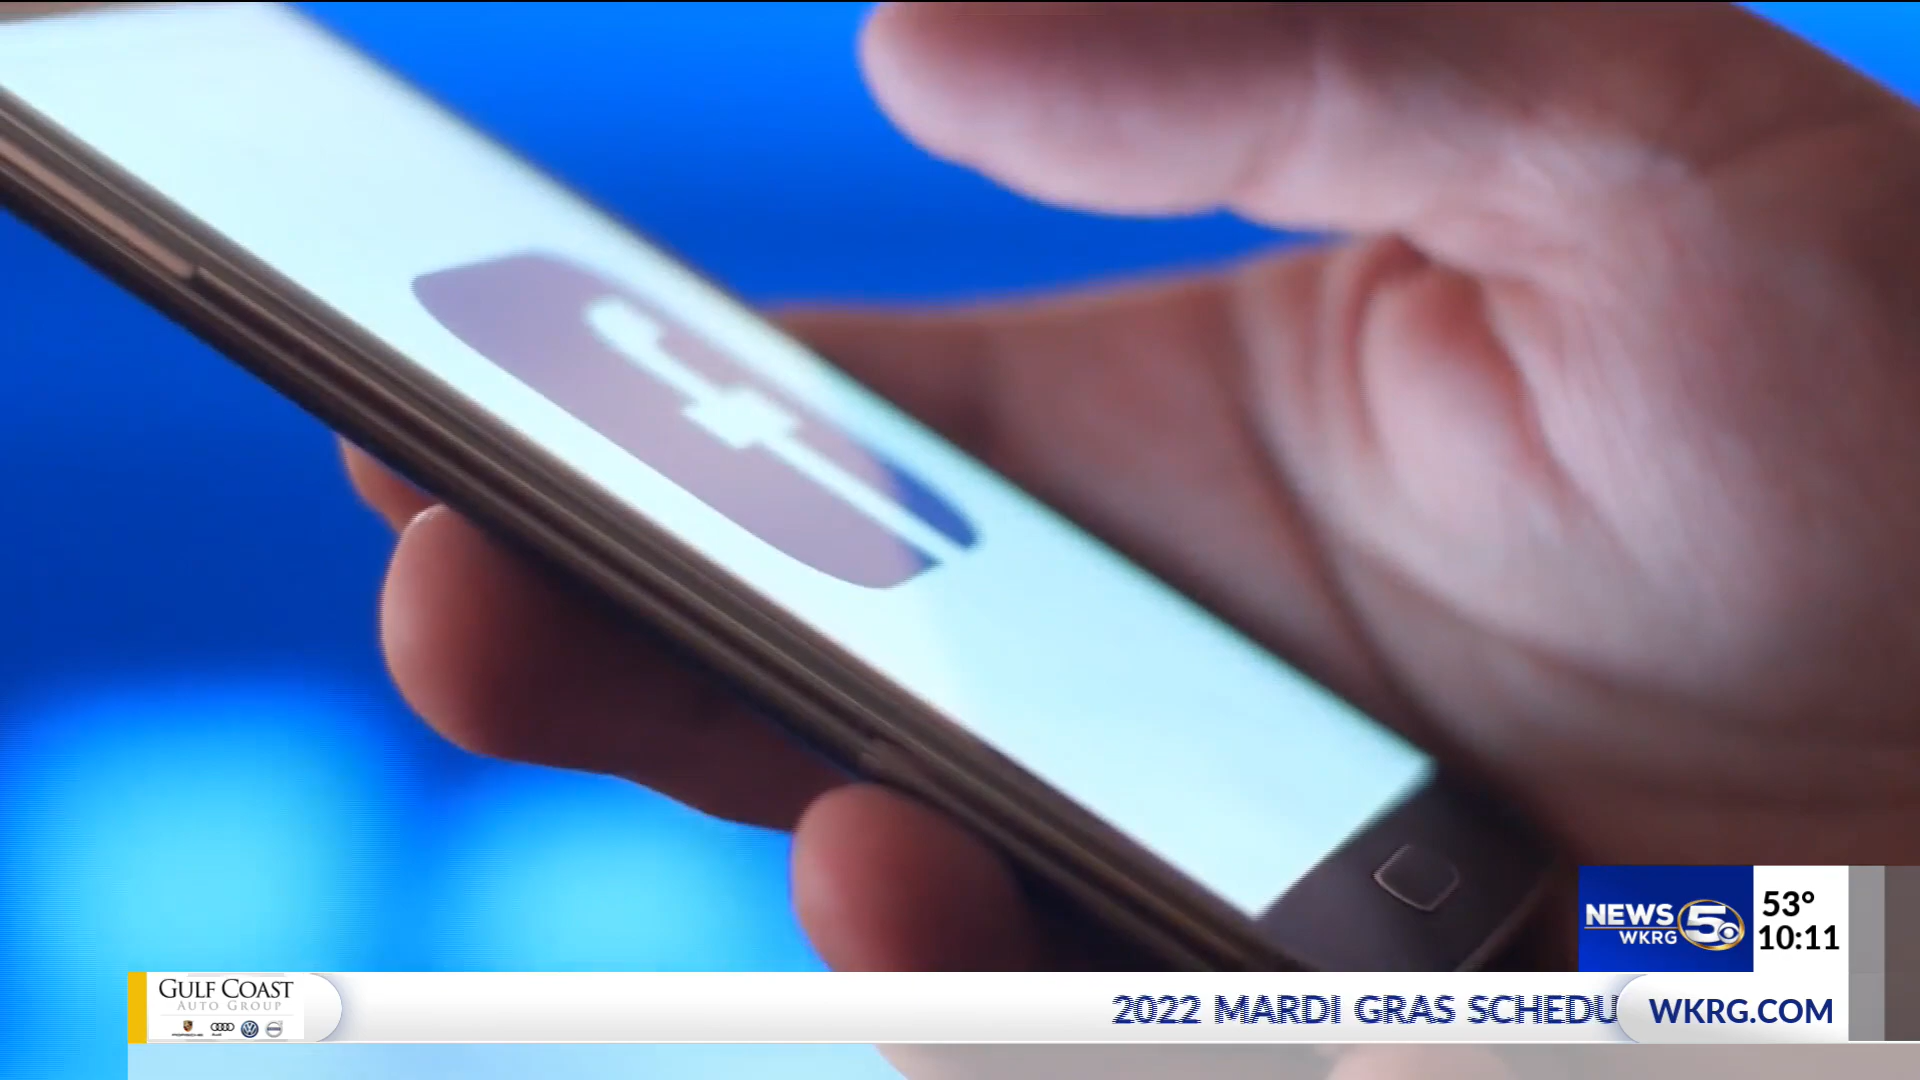 NEWS 5
WKRG
53°
10:11
GULF COAST
AUTO GROUP
2022 MARDI GRAS SCHEDU
WKRG.COM